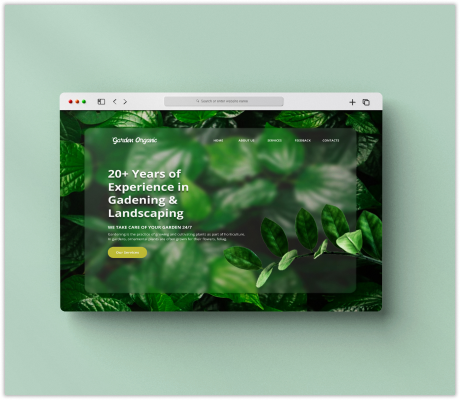 Search or enter website name
Garden Organic
HOME ABOUT US SERVICES FEEDBACK CONTACTS
20+ Years of
Experience in
Gadening &
Landscaping
WE TAKE CARE OF YOUR GARDEN 24/7
Gardening is the practice of growing and cultivating plants as part of horticulture.
In gardens, ornamental plants are often grown for their flowers, foliage,